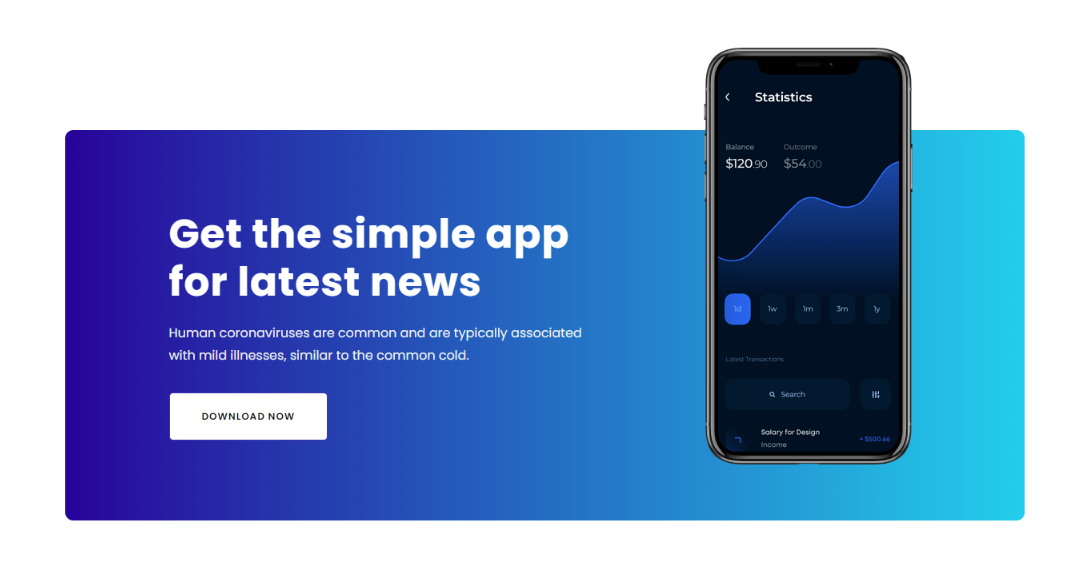 Get the simple app
for latest news
Human coronaviruses are common and are typically associated
with mild illnesses, similar to the common cold.
DOWNLOAD NOW
Statistics
Balance Outcome
$120.90 $54.00
1d 1w 1m 3m 1y
Latest Transactions
Search
Salary for Design
Income
+ $500.66